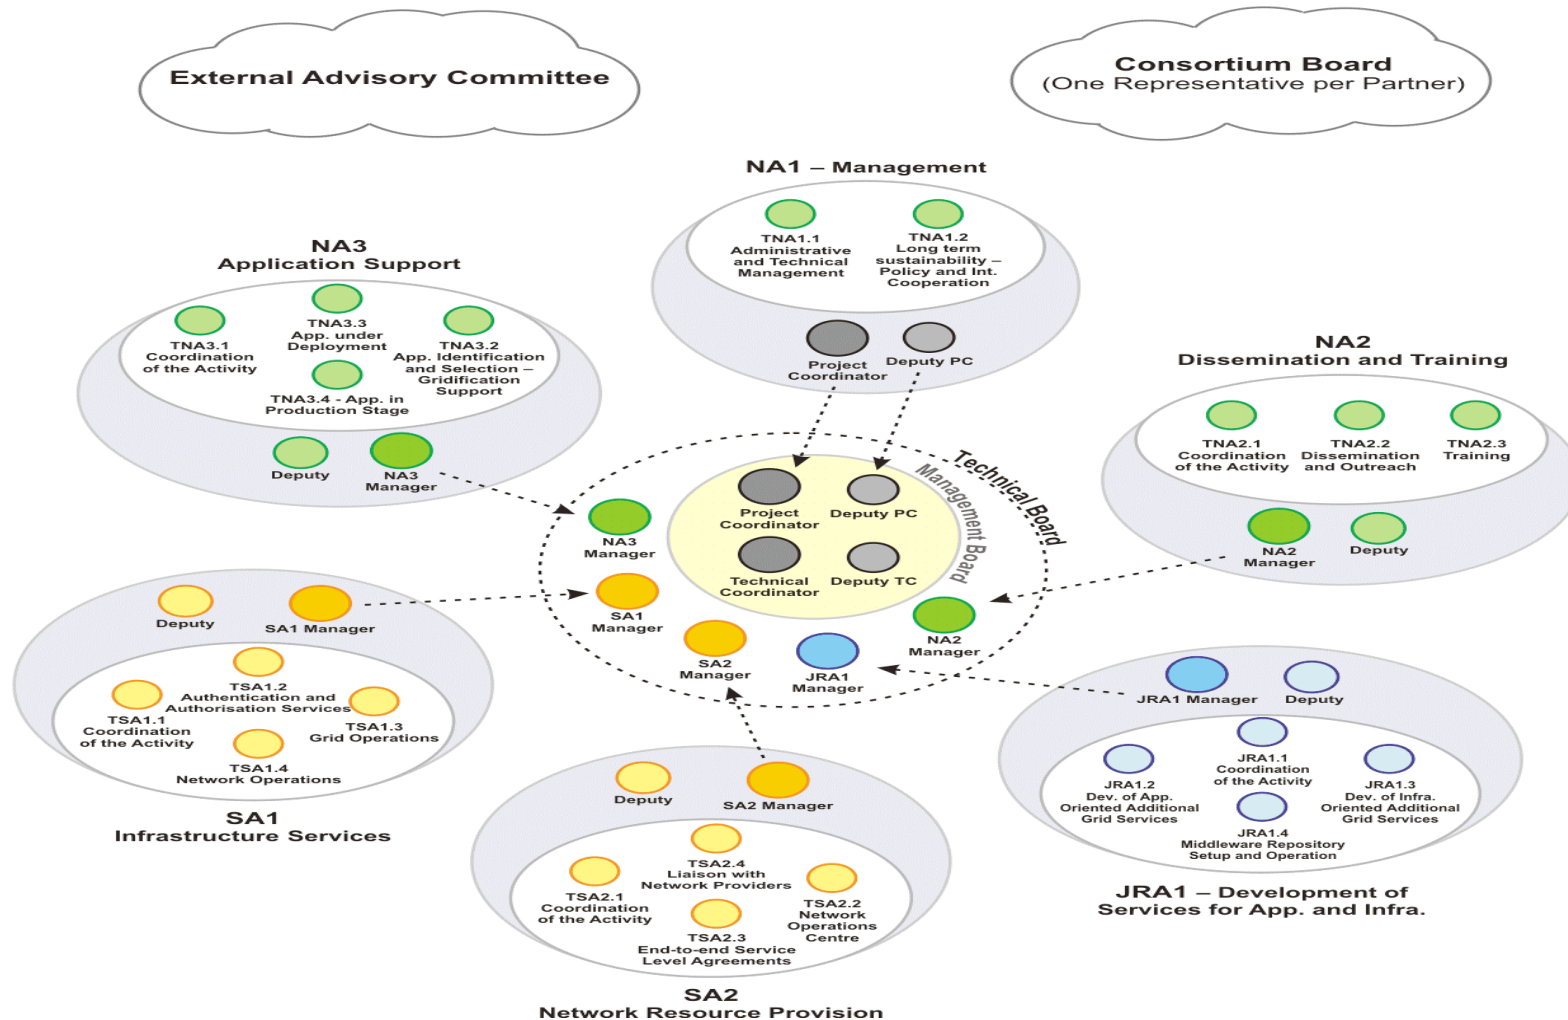 External Advisory Committee
Consortium Board
(One Representative per Partner)
NA1 – Management
TNA1.1
Administrative
and Technical
Management
TNA1.2
Long term
sustainability –
Policy and Int.
Cooperation
Project
Coordinator
Deputy PC
NA3
Application Support
TNA3.1
Coordination
of the Activity
TNA3.3
App. under
Deployment
TNA3.2
App. Identification
and Selection –
Gridification
Support
TNA3.4 - App. in
Production Stage
Deputy
NA3
Manager
NA2
Dissemination and Training
TNA2.1
Coordination
of the Activity
TNA2.2
Dissemination
and Outreach
TNA2.3
Training
NA2
Manager
Deputy
Technical Board
Management Board
Project
Coordinator
Deputy PC
Technical
Coordinator
Deputy TC
NA3
Manager
SA1
Manager
SA2
Manager
JRA1
Manager
NA2
Manager
Deputy
SA1 Manager
TSA1.2
Authentication and
Authorisation Services
TSA1.1
Coordination
of the Activity
TSA1.3
Grid Operations
TSA1.4
Network Operations
SA1
Infrastructure Services
Deputy
SA2 Manager
TSA2.4
Liaison with
Network Providers
TSA2.1
Coordination
of the Activity
TSA2.2
Network
Operations
Centre
TSA2.3
End-to-end Service
Level Agreements
SA2
Network Resource Provision
JRA1 Manager
Deputy
JRA1.1
Coordination
of the Activity
JRA1.2
Dev. of App.
Oriented Additional
Grid Services
JRA1.3
Dev. of Infra.
Oriented Additional
Grid Services
JRA1.4
Middleware Repository
Setup and Operation
JRA1 – Development of
Services for App. and Infra.